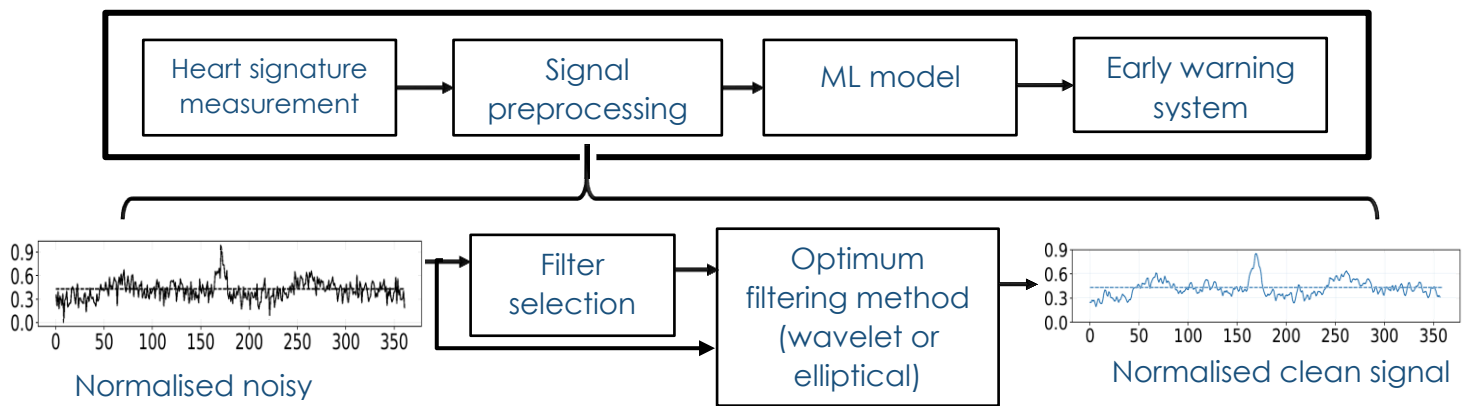 Heart signature
measurement
Signal
preprocessing
ML model
Early warning
system
0.9
0.6
0.3
0.0
0 50 100 150 200 250 300 350
Normalised noisy
Filter
selection
Optimum
filtering method
(wavelet or
elliptical)
0.9
0.6
0.3
0.0
0 50 100 150 200 250 300 350
Normalised clean signal